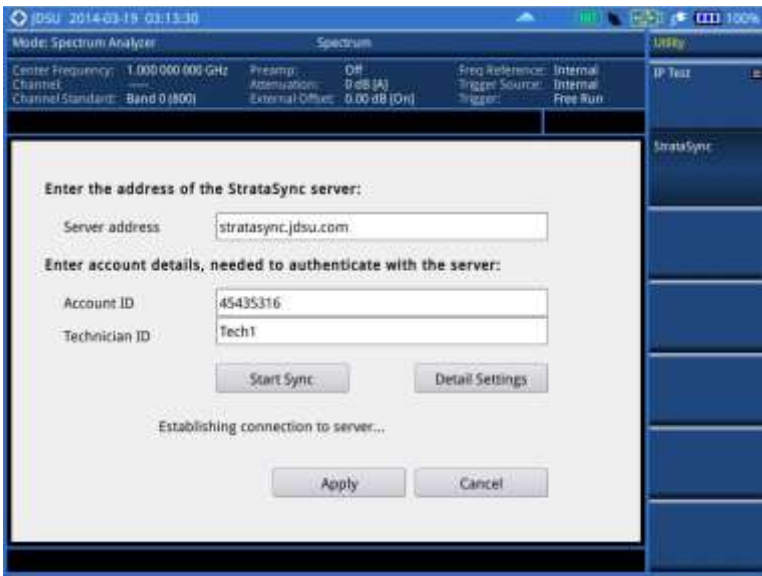 JDSU 2014-03-19 03:13:30 100%
Mode: Spectrum Analyzer Spectrum Utility
Center Frequency: 1.000 000 000 GHz Preamp: Off Freq Reference: Internal
Channel: ---- Attenuation: 0 dB [A] Trigger Source: Internal
Channel Standard: Band 0 (800) External Offset: 0.00 dB [On] Trigger: Free Run
IP Test
StrataSync
Enter the address of the StrataSync server:
Server address stratasync.jdsu.com
Enter account details, needed to authenticate with the server:
Account ID 45435316
Technician ID Tech1
Start Sync Detail Settings
Establishing connection to server...
Apply Cancel